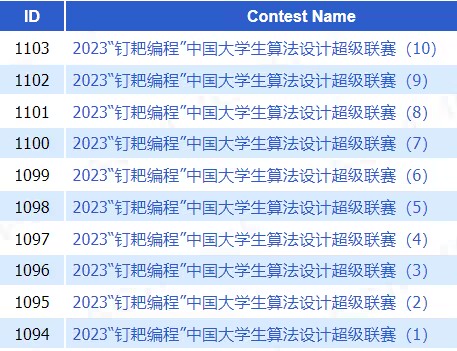 ID Contest Name
1103 2023“钉耙编程”中国大学生算法设计超级联赛（10）
1102 2023“钉耙编程”中国大学生算法设计超级联赛（9）
1101 2023“钉耙编程”中国大学生算法设计超级联赛（8）
1100 2023“钉耙编程”中国大学生算法设计超级联赛（7）
1099 2023“钉耙编程”中国大学生算法设计超级联赛（6）
1098 2023“钉耙编程”中国大学生算法设计超级联赛（5）
1097 2023“钉耙编程”中国大学生算法设计超级联赛（4）
1096 2023“钉耙编程”中国大学生算法设计超级联赛（3）
1095 2023“钉耙编程”中国大学生算法设计超级联赛（2）
1094 2023“钉耙编程”中国大学生算法设计超级联赛（1）